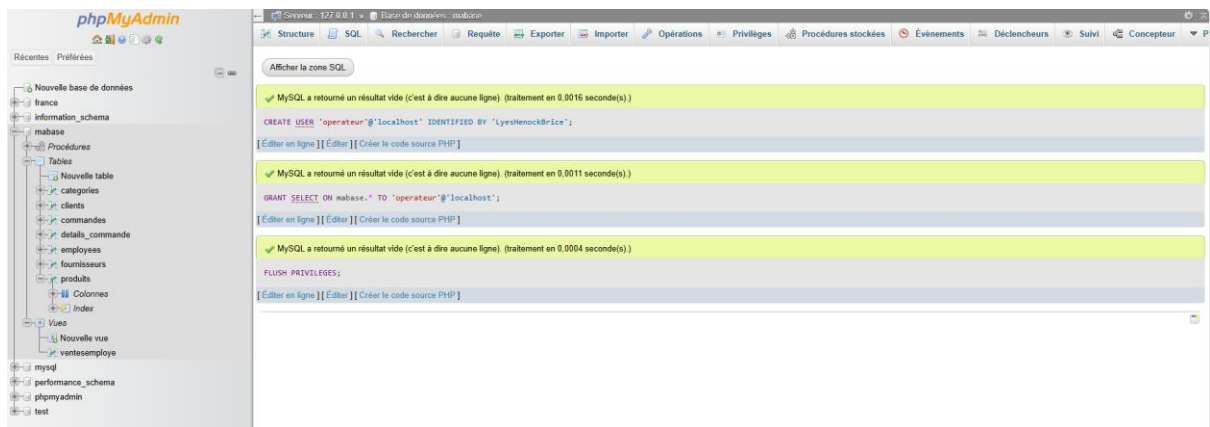 phpMyAdmin
Récentes Préférées
Nouvelle base de données
france
information_schema
mabase
Procédures
Tables
Nouvelle table
categories
clients
commandes
details_commande
employees
fournisseurs
produits
Colonnes
Index
Vues
Nouvelle vue
ventesemploye
mysql
performance_schema
phpmyadmin
test
Serveur : 127.0.0.1 » Base de données : mabase
Structure SQL Rechercher Requête Exporter Importer Opérations Privilèges Procédures stockées Évènements Déclencheurs Suivi Concepteur P
Afficher la zone SQL
MySQL a retourné un résultat vide (c'est à dire aucune ligne). (traitement en 0,0016 seconde(s).)
CREATE USER 'operateur'@'localhost' IDENTIFIED BY 'LyesHenockBrice';
[ Éditer en ligne ] [ Éditer ] [ Créer le code source PHP ]
MySQL a retourné un résultat vide (c'est à dire aucune ligne). (traitement en 0,0011 seconde(s).)
GRANT SELECT ON mabase.* TO 'operateur'@'localhost';
[ Éditer en ligne ] [ Éditer ] [ Créer le code source PHP ]
MySQL a retourné un résultat vide (c'est à dire aucune ligne). (traitement en 0,0004 seconde(s).)
FLUSH PRIVILEGES;
[ Éditer en ligne ] [ Éditer ] [ Créer le code source PHP ]